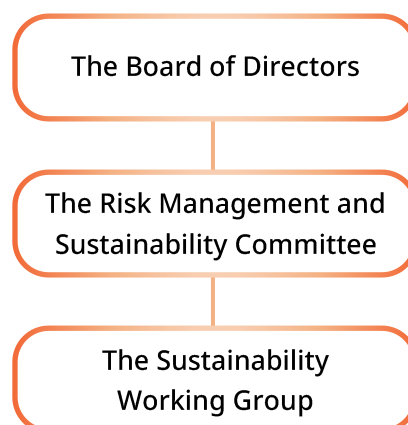 The Board of Directors
The Risk Management and
Sustainability Committee
The Sustainability
Working Group